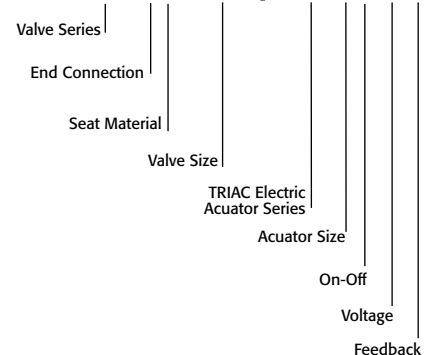 Valve Series
End Connection
Seat Material
Valve Size
TRIAC Electric
Acuator Series
Acuator Size
On-Off
Voltage
Feedback